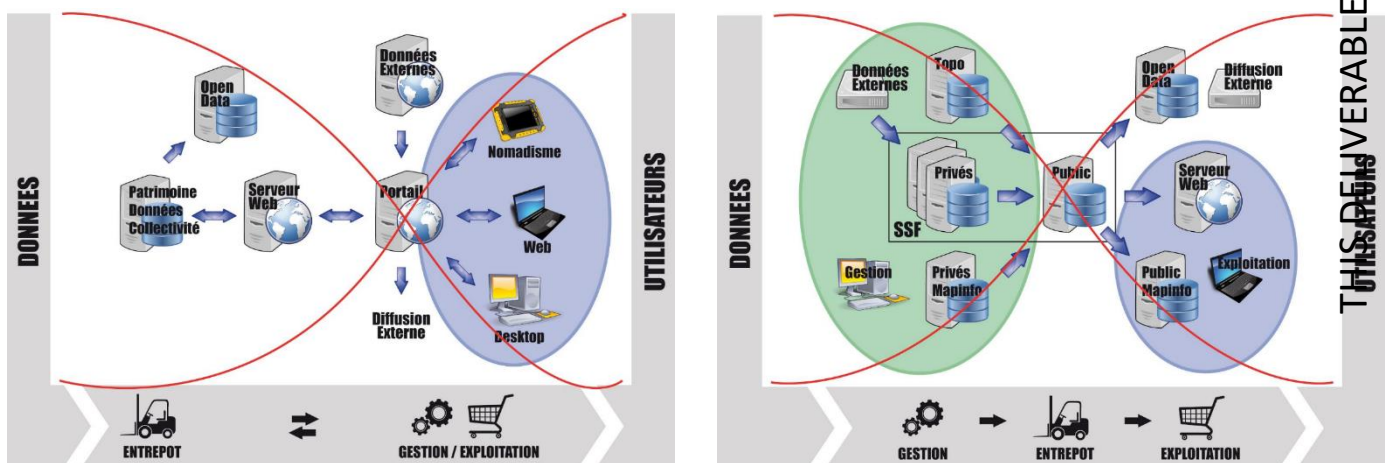 DONNEES
Open
Data
Données
Externes
Nomadisme
Patrimoine
Données
Collectivité
Serveur
Web
Portail
Web
Diffusion
Externe
Desktop
UTILISATEURS
ENTREPOT
GESTION / EXPLOITATION
DONNEES
Données
Externes
Topo
Open
Data
Diffusion
Externe
Privés
SSF
Public
Serveur
Web
Gestion
Privés
Mapinfo
Public
Mapinfo
Exploitation
UTILISATEURS
THIS DELIVERABLE
GESTION
ENTREPOT
EXPLOITATION